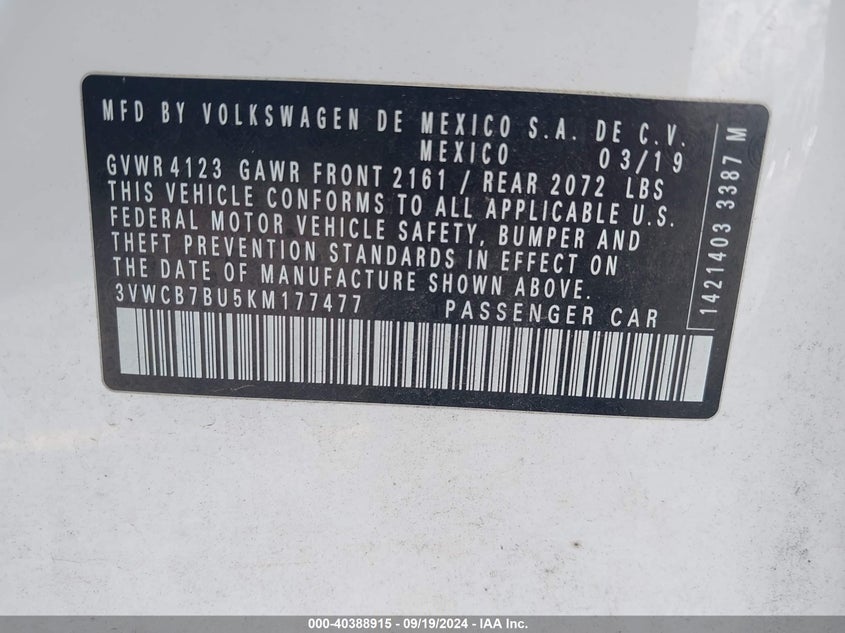 MFD BY VOLKSWAGEN DE MEXICO S.A. DE C.V.
MEXICO 03/19
GVWR 4123 GAWR FRONT 2161 / REAR 2072 LBS
THIS VEHICLE CONFORMS TO ALL APPLICABLE U.S.
FEDERAL MOTOR VEHICLE SAFETY, BUMPER AND
THEFT PREVENTION STANDARDS IN EFFECT ON
THE DATE OF MANUFACTURE SHOWN ABOVE.
3VWCB7BU5KM177477 PASSENGER CAR
1421403 3387 M
000-40388915 - 09/19/2024 - IAA Inc.